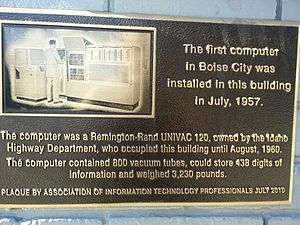 The first computer
in Boise City was
installed in this building
in July, 1957.
The computer was a Remington-Rand UNIVAC 120, owned by the Idaho
Highway Department, who occupied this building until August, 1960.
The computer contained 800 vacuum tubes, could store 438 digits of
information and weighed 3,230 pounds.
PLAQUE BY ASSOCIATION OF INFORMATION TECHNOLOGY PROFESSIONALS JULY 2010